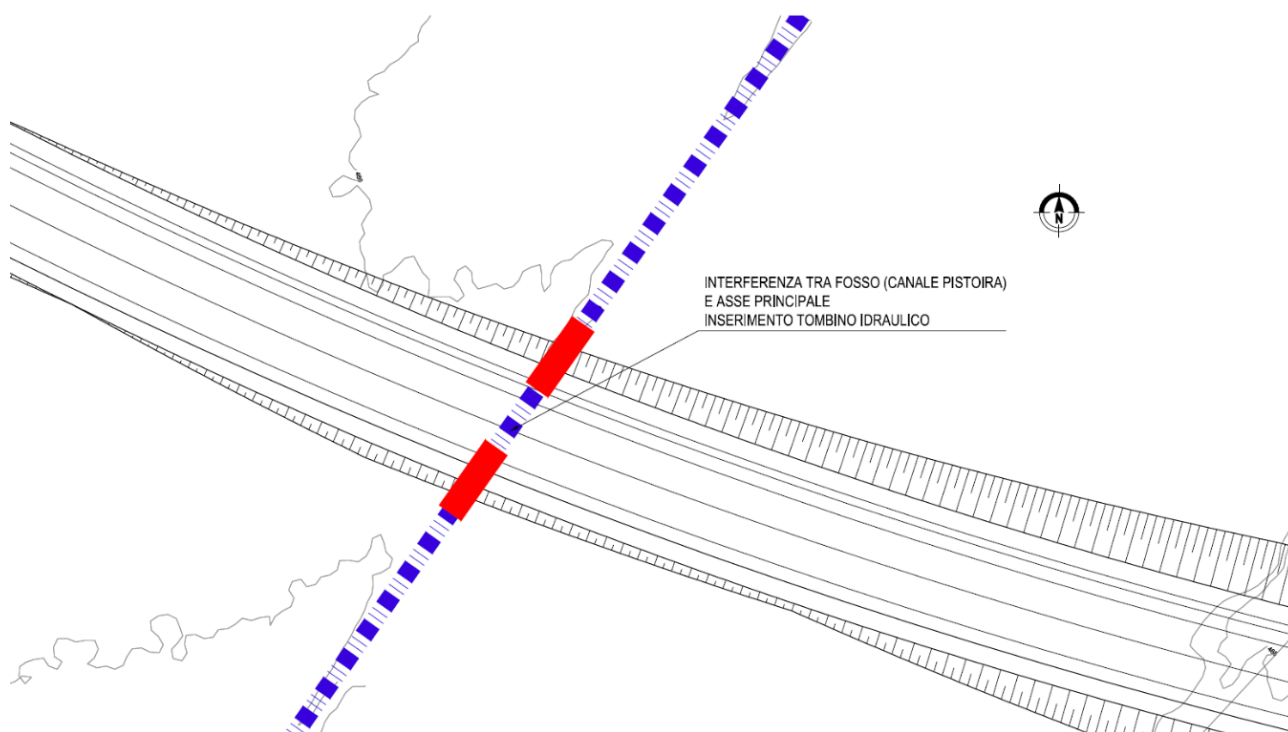 N
INTERFERENZA TRA FOSSO (CANALE PISTOIRA)
E ASSE PRINCIPALE
INSERIMENTO TOMBINO IDRAULICO